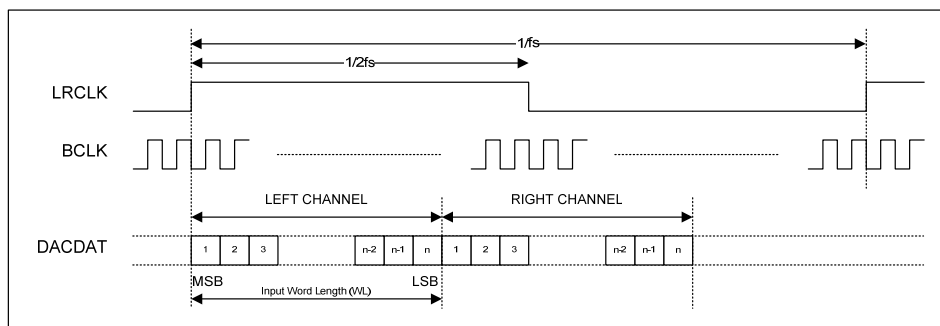 1/fs
1/2fs
LRCLK
BCLK
LEFT CHANNEL RIGHT CHANNEL
DACDAT 1 2 3 n-2 n-1 n 1 2 3 n-2 n-1 n
MSB LSB
Input Word Length (WL)